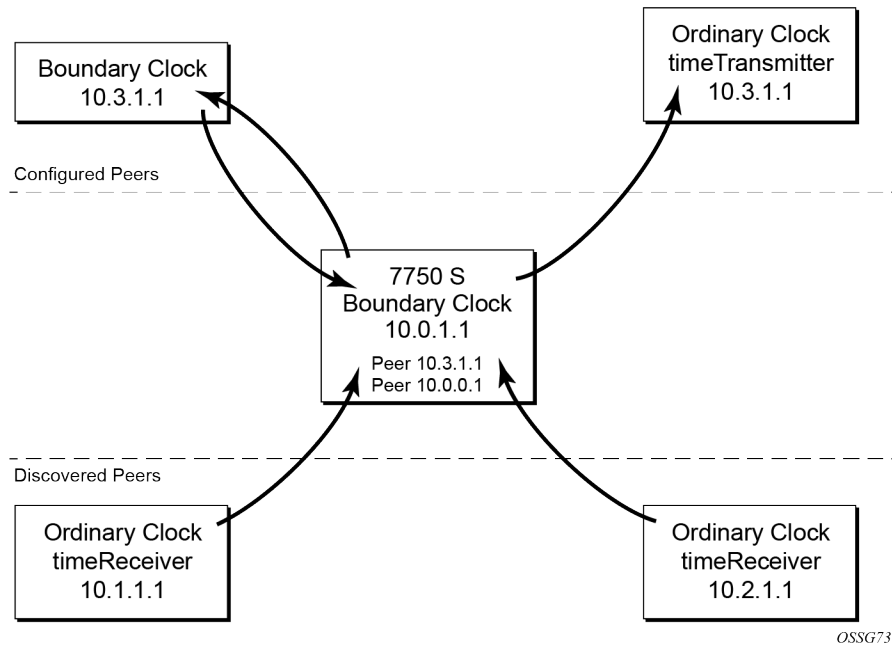 Boundary Clock
10.3.1.1
Ordinary Clock
timeTransmitter
10.3.1.1
Configured Peers
7750 S
Boundary Clock
10.0.1.1
Peer 10.3.1.1
Peer 10.0.0.1
Discovered Peers
Ordinary Clock
timeReceiver
10.1.1.1
Ordinary Clock
timeReceiver
10.2.1.1
OSSG73